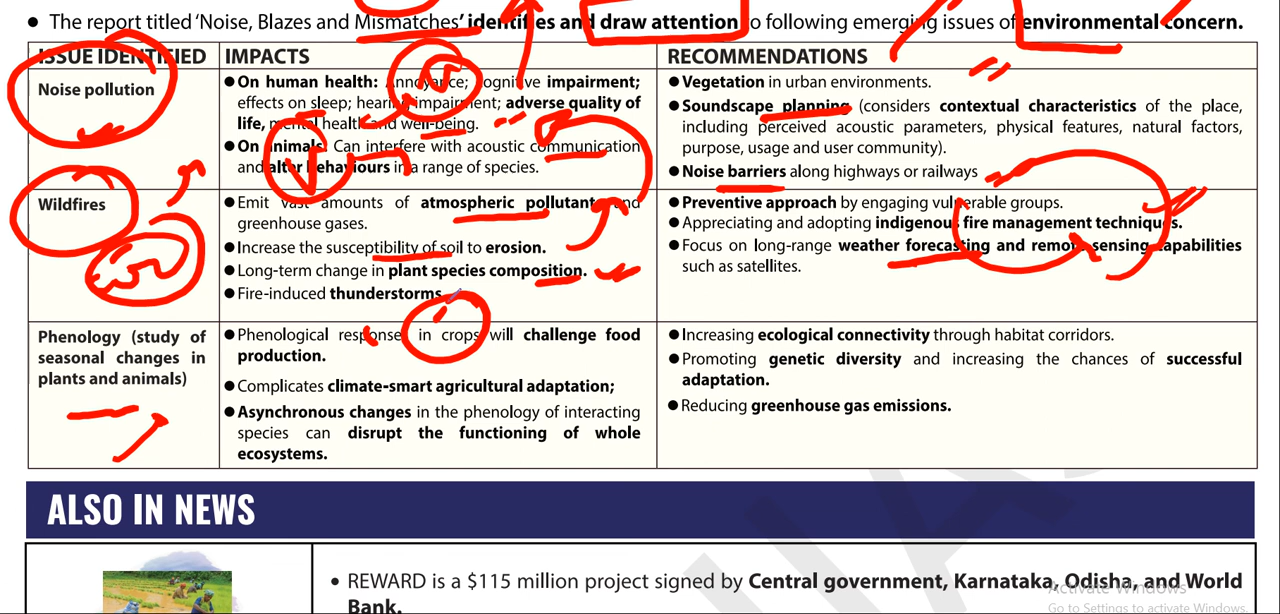 ● The report titled ‘Noise, Blazes and Mismatches’ identifies and draw attention to following emerging issues of environmental concern.
ISSUE IDENTIFIED
IMPACTS
RECOMMENDATIONS
Noise pollution
● On human health: Annoyance; cognitive impairment;
effects on sleep; hearing impairment; adverse quality of
life, mental health and well-being.
● On animals: Can interfere with acoustic communication
and alter behaviours in a range of species.
● Vegetation in urban environments.
● Soundscape planning (considers contextual characteristics of the place,
including perceived acoustic parameters, physical features, natural factors,
purpose, usage and user community).
● Noise barriers along highways or railways
Wildfires
● Emit vast amounts of atmospheric pollutants and
greenhouse gases.
● Increase the susceptibility of soil to erosion.
● Long-term change in plant species composition.
● Fire-induced thunderstorms
● Preventive approach by engaging vulnerable groups.
● Appreciating and adopting indigenous fire management techniques.
● Focus on long-range weather forecasting and remote sensing capabilities
such as satellites.
Phenology (study of
seasonal changes in
plants and animals)
● Phenological response in crops will challenge food
production.
● Complicates climate-smart agricultural adaptation;
● Asynchronous changes in the phenology of interacting
species can disrupt the functioning of whole
ecosystems.
● Increasing ecological connectivity through habitat corridors.
● Promoting genetic diversity and increasing the chances of successful
adaptation.
● Reducing greenhouse gas emissions.
ALSO IN NEWS
• REWARD is a $115 million project signed by Central government, Karnataka, Odisha, and World
Bank.
Activate Windows
Go to Settings to activate Windows.